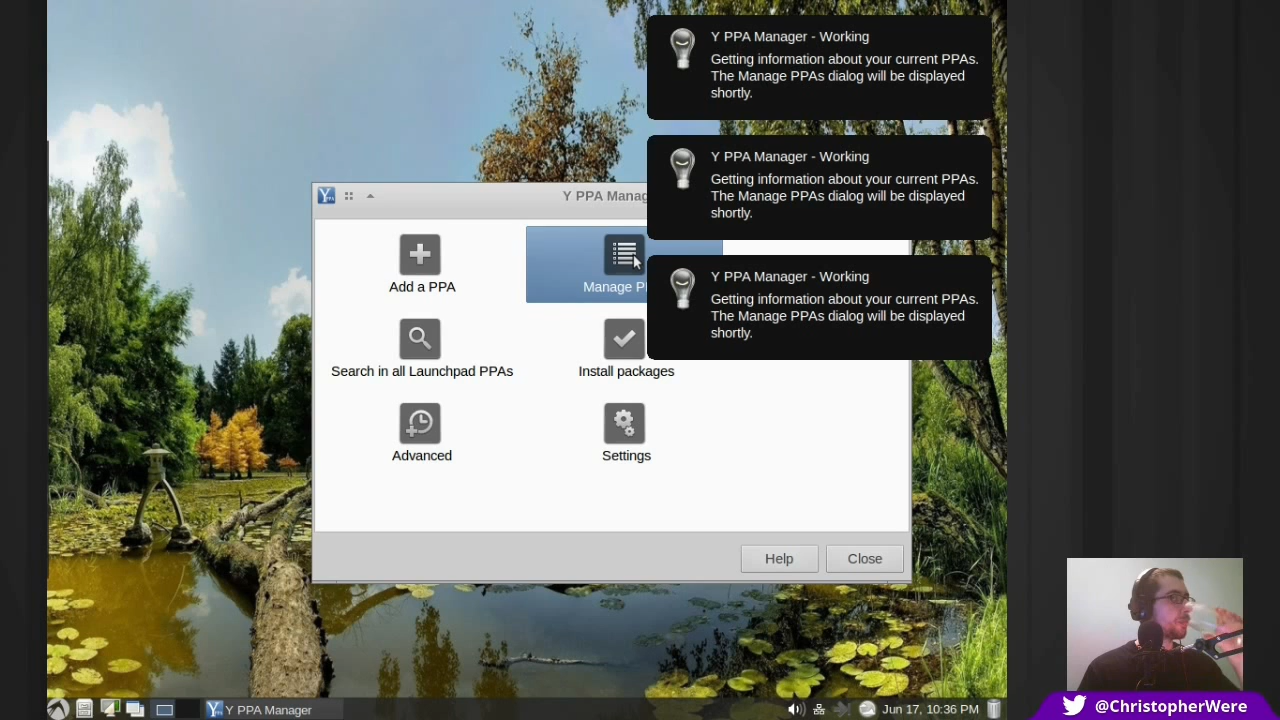 Y PPA Manager - Working
Getting information about your current PPAs.
The Manage PPAs dialog will be displayed
shortly.
Y PPA Manager - Working
Getting information about your current PPAs.
The Manage PPAs dialog will be displayed
shortly.
Y PPA Manag
Y PPA Manager - Working
Getting information about your current PPAs.
The Manage PPAs dialog will be displayed
shortly.
Add a PPA
Manage P
Search in all Launchpad PPAs
Install packages
Advanced
Settings
Help
Close
Y PPA Manager
Jun 17, 10:36 PM
@ChristopherWere